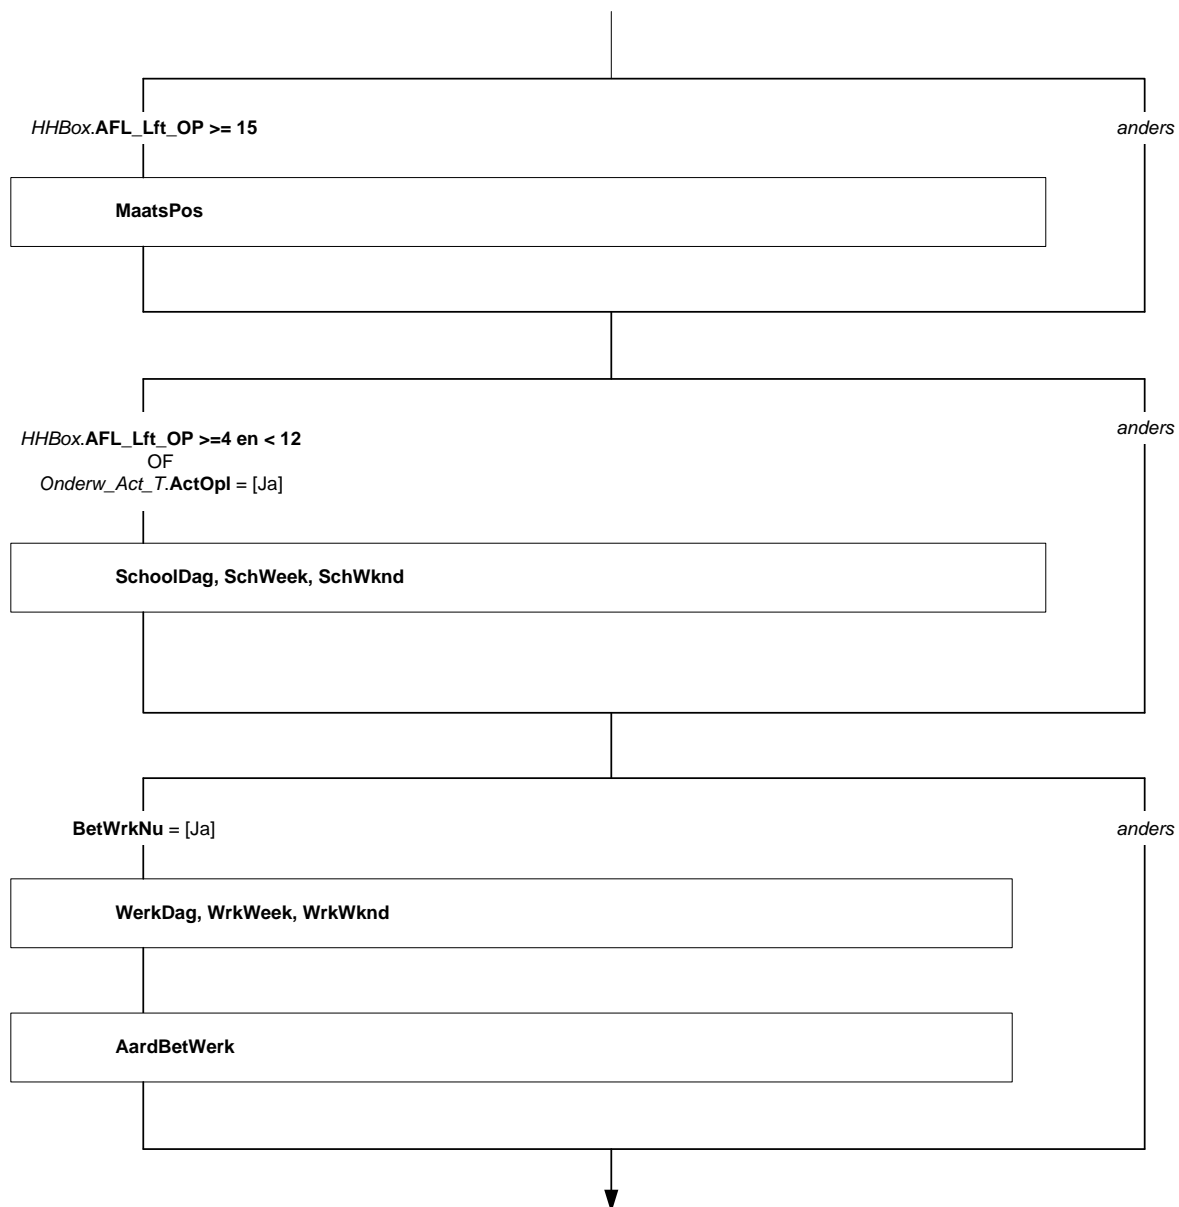 HHBox.AFL_Lft_OP >= 15
anders
MaatsPos
HHBox.AFL_Lft_OP >=4 en < 12
anders
OF
Onderw_Act_T.ActOpl = [Ja]
SchoolDag, SchWeek, SchWknd
BetWrkNu = [Ja]
anders
WerkDag, WrkWeek, WrkWknd
AardBetWerk